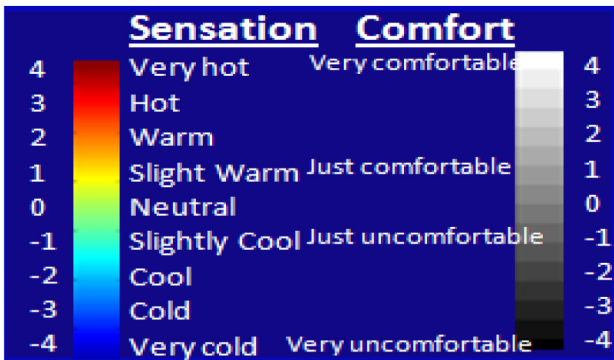 Sensation Comfort
4 Very hot Very comfortable 4
3 Hot 3
2 Warm 2
1 Slight Warm Just comfortable 1
0 Neutral 0
-1 Slightly Cool Just uncomfortable -1
-2 Cool -2
-3 Cold -3
-4 Very cold Very uncomfortable -4